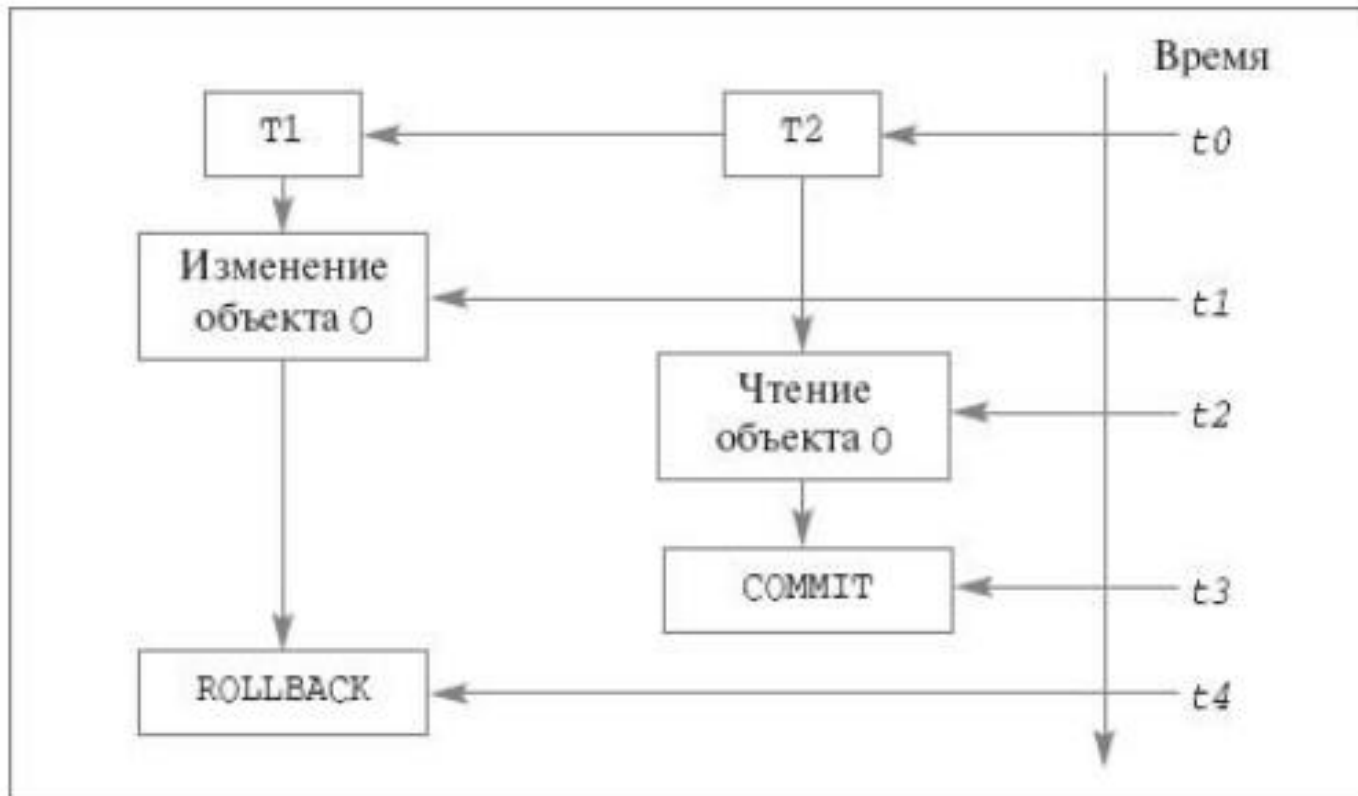 Время
T1
T2
t0
Изменение
объекта O
t1
Чтение
объекта O
t2
COMMIT
t3
ROLLBACK
t4